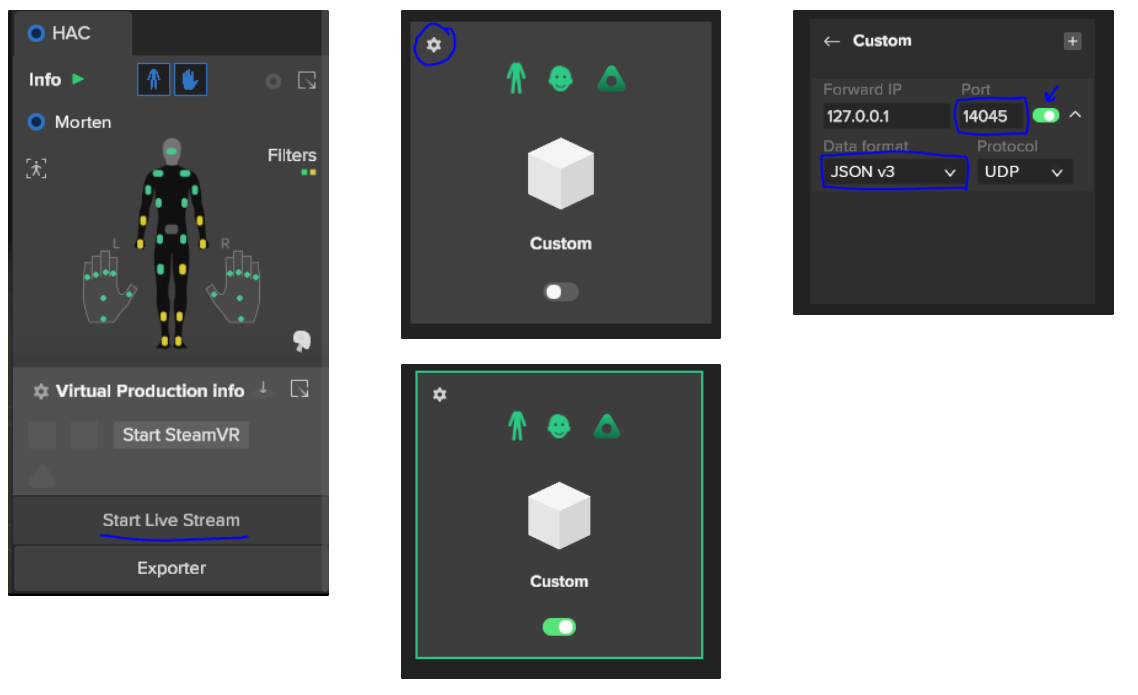 HAC
Info
Morten
Filters
L
R
Virtual Production info
Start SteamVR
Start Live Stream
Exporter
Custom
Custom
Custom
Forward IP Port
127.0.0.1 14045
Data format Protocol
JSON v3 UDP